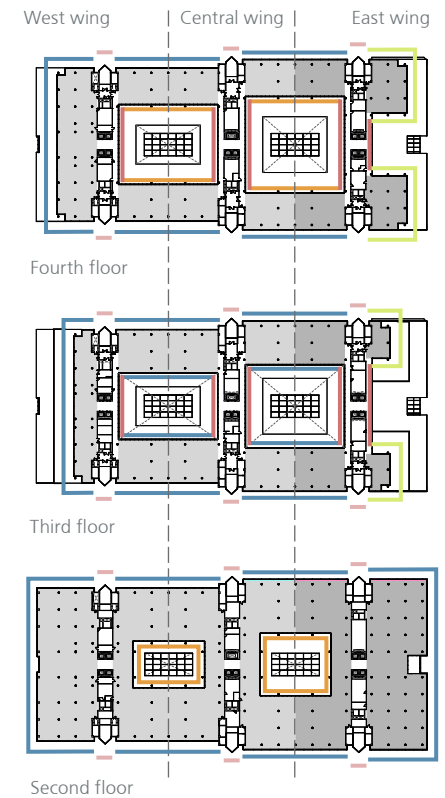 West wing
Central wing
East wing
Fourth floor
Third floor
Second floor